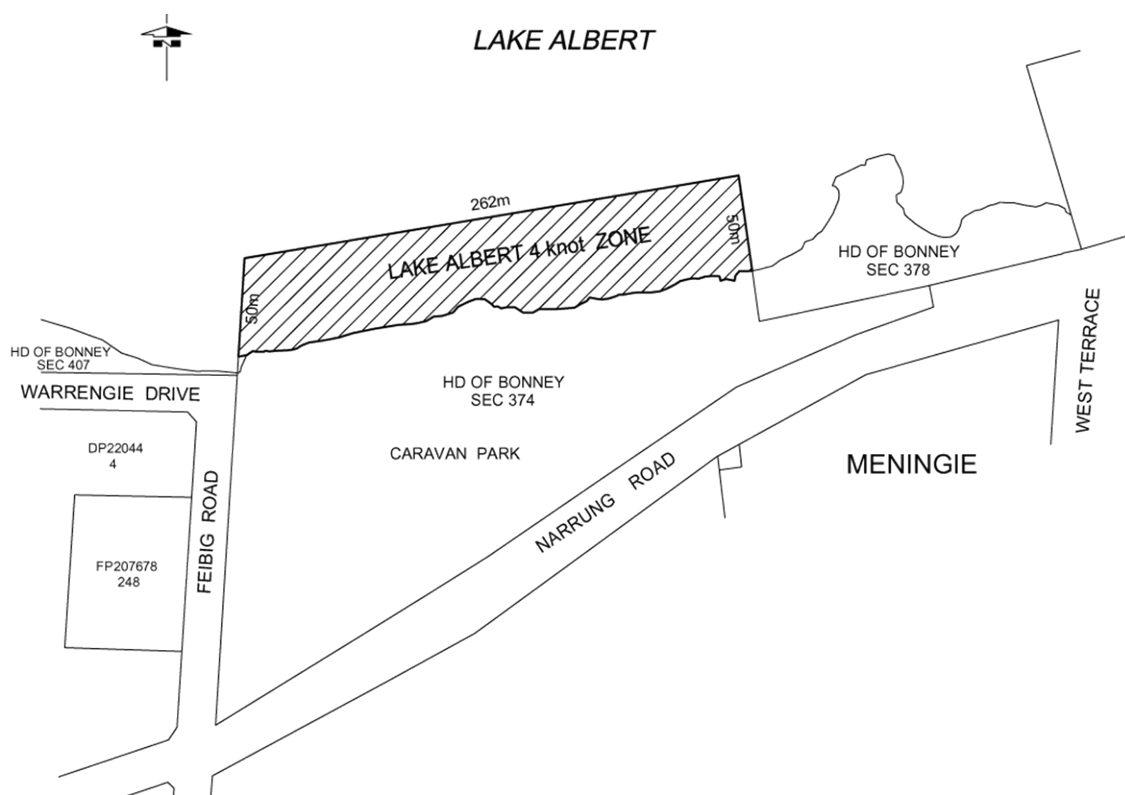 N
LAKE ALBERT
262m
50m
LAKE ALBERT 4 knot ZONE
50m
HD OF BONNEY
SEC 378
HD OF BONNEY
SEC 407
WARRENGIE DRIVE
HD OF BONNEY
SEC 374
WEST TERRACE
DP22044
4
CARAVAN PARK
MENINGIE
NARRUNG ROAD
FEIBIG ROAD
FP207678
248